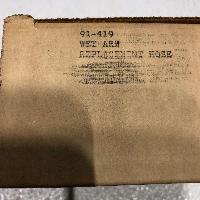 91-419
WET ARM
REPLACEMENT HOSE